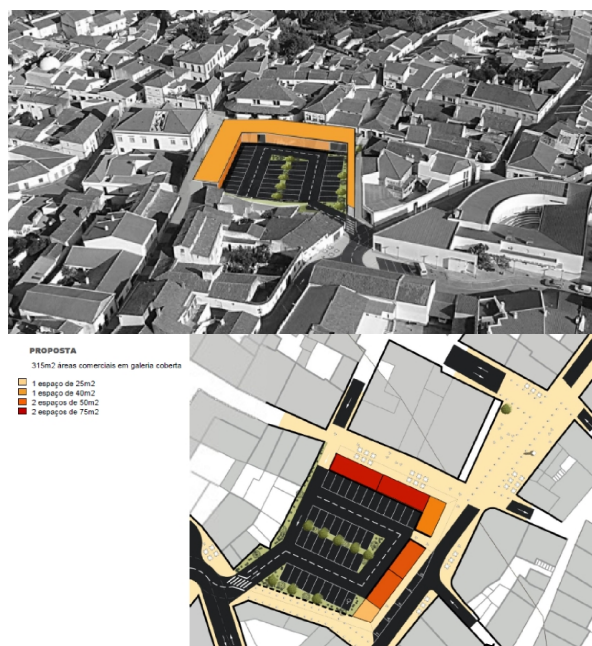 PROPOSTA
315m2 áreas comerciais em galeria coberta
1 espaço de 25m2
1 espaço de 40m2
2 espaços de 50m2
2 espaços de 75m2